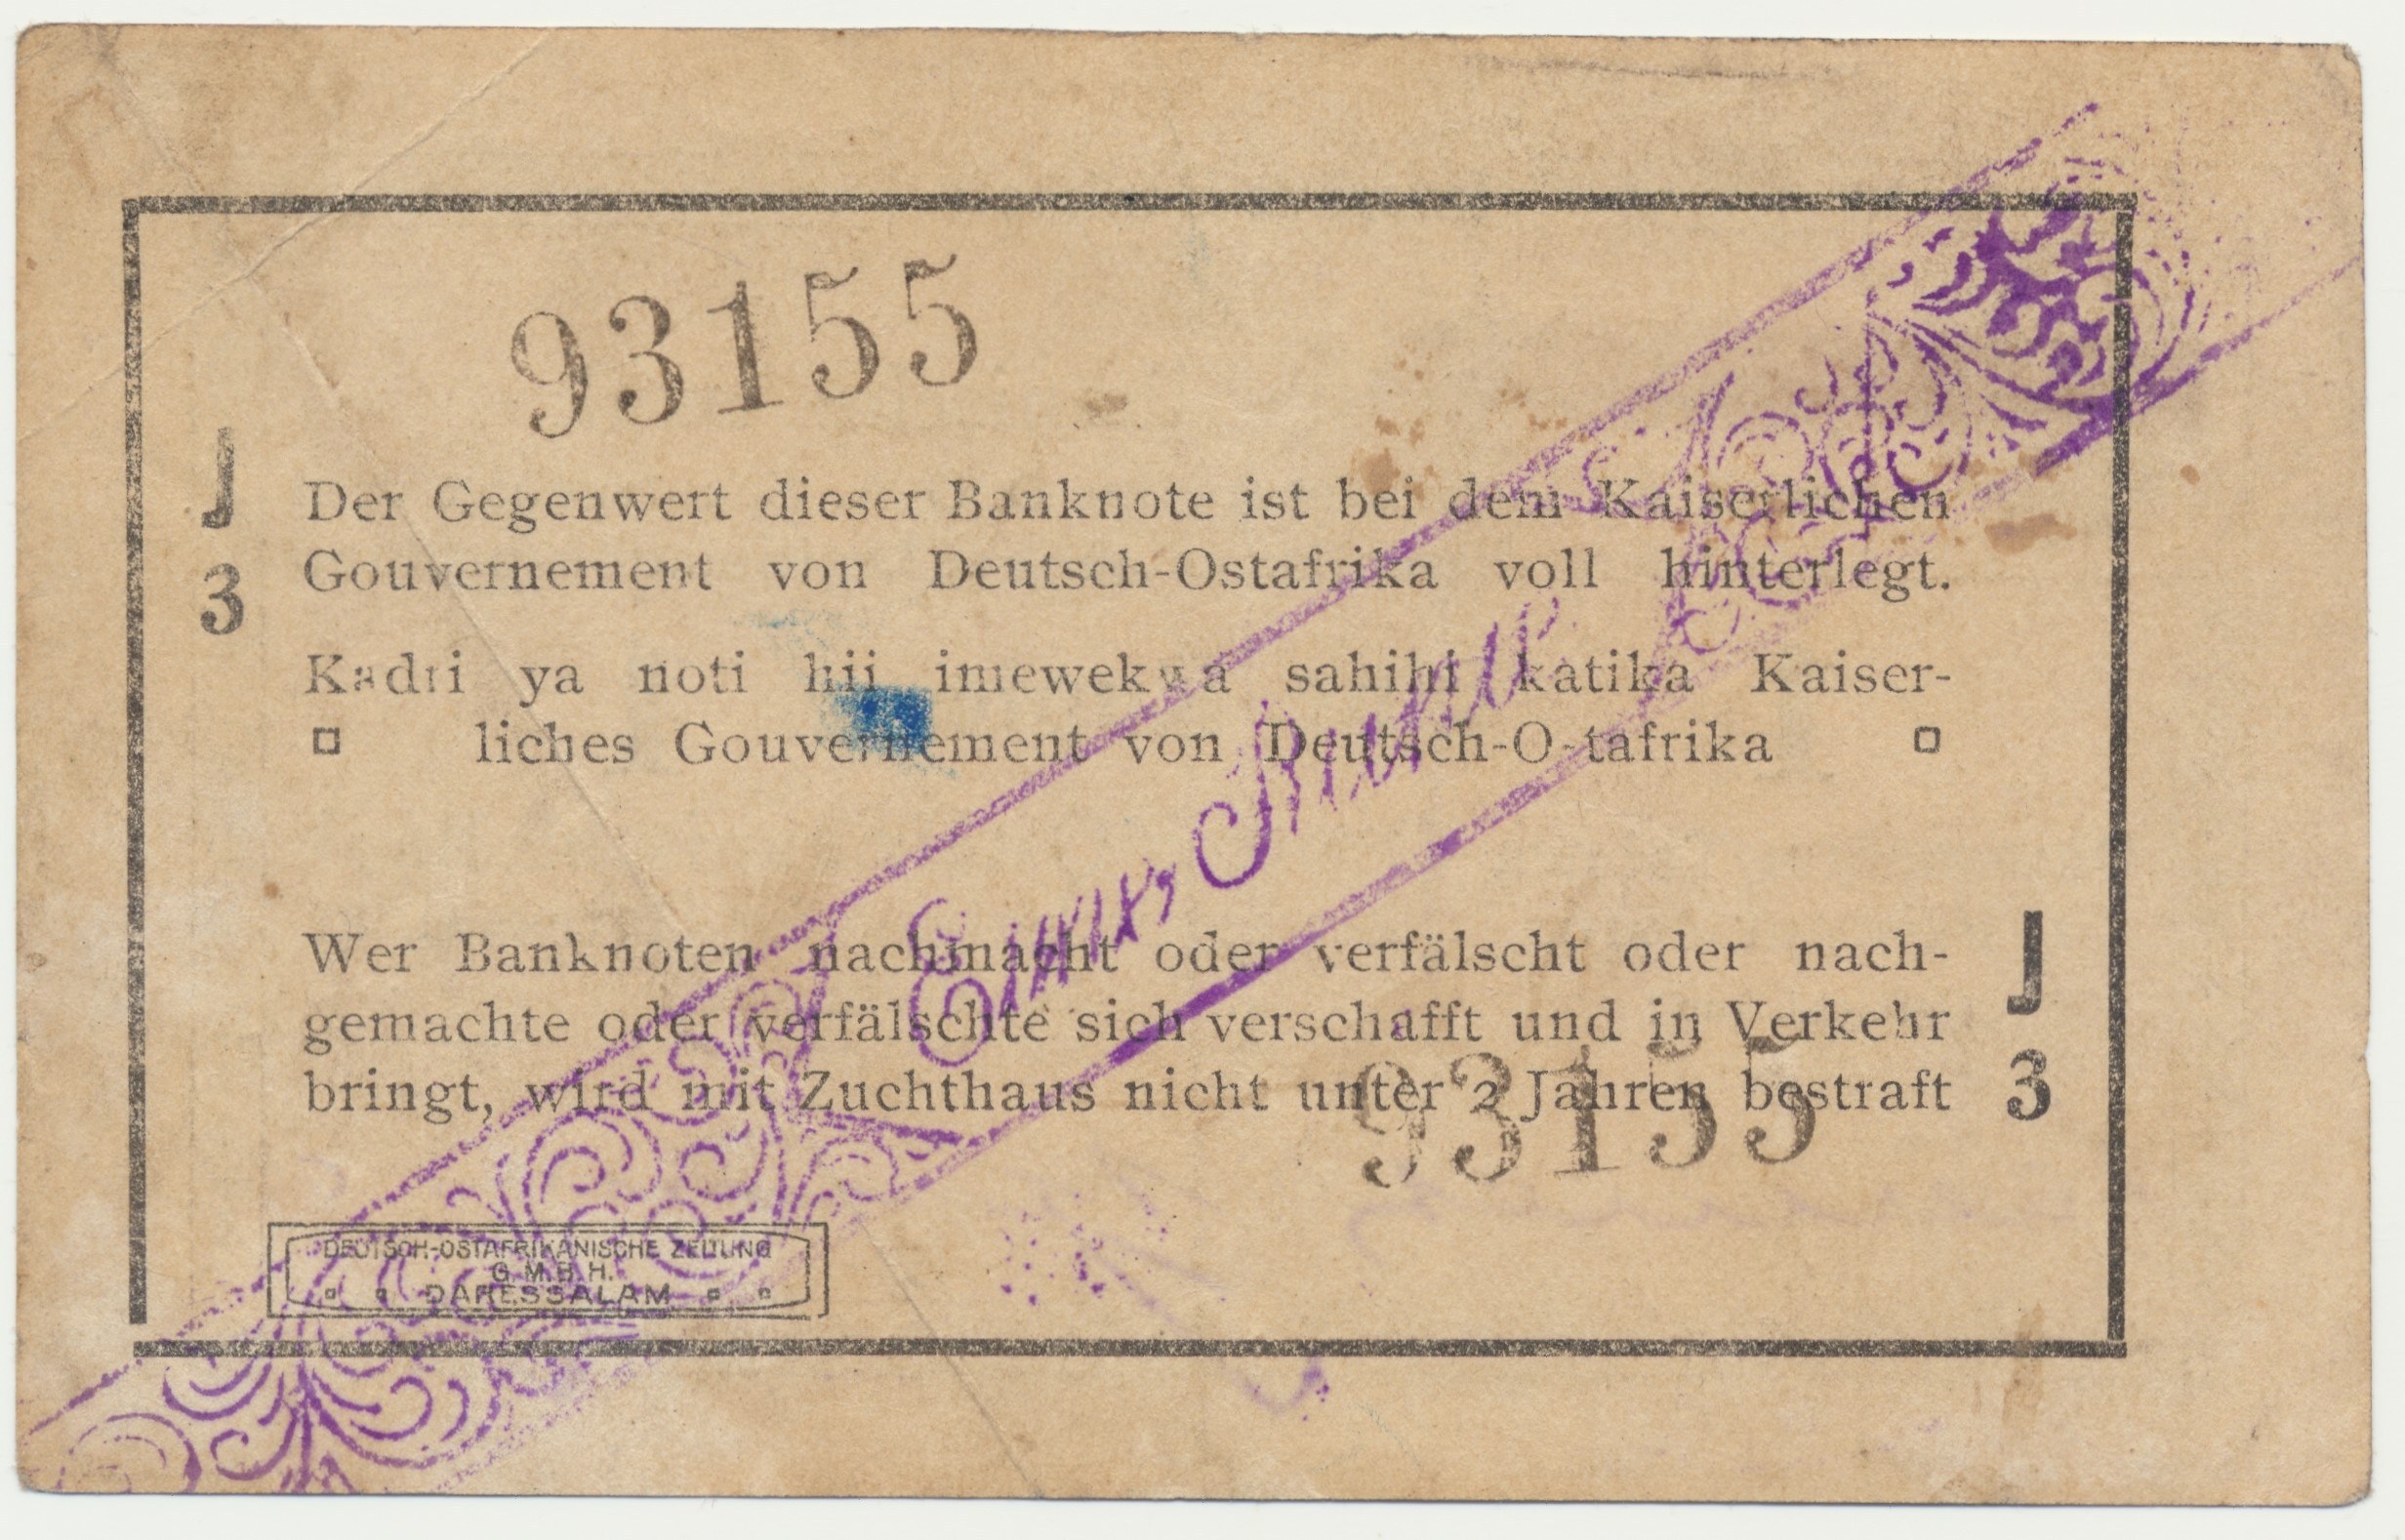 93155
J
3
Der Gegenwert dieser Banknote ist bei dem Kaiserlichen
Gouvernement von Deutsch-Ostafrika voll hinterlegt.
Kadri ya noti hii imewekwa sahihi katika Kaiser-
liches Gouvernement von Deutsch-O-tafrika
Eine Rupie
Wer Banknoten nachmacht oder verfälscht oder nach-
gemachte oder verfälschte sich verschafft und in Verkehr
bringt, wird mit Zuchthaus nicht unter 2 Jahren bestraft
J
3
93155
DEUTSCH-OSTAFRIKANISCHE ZEITUNG
G. M. B. H.
DARESSALAM